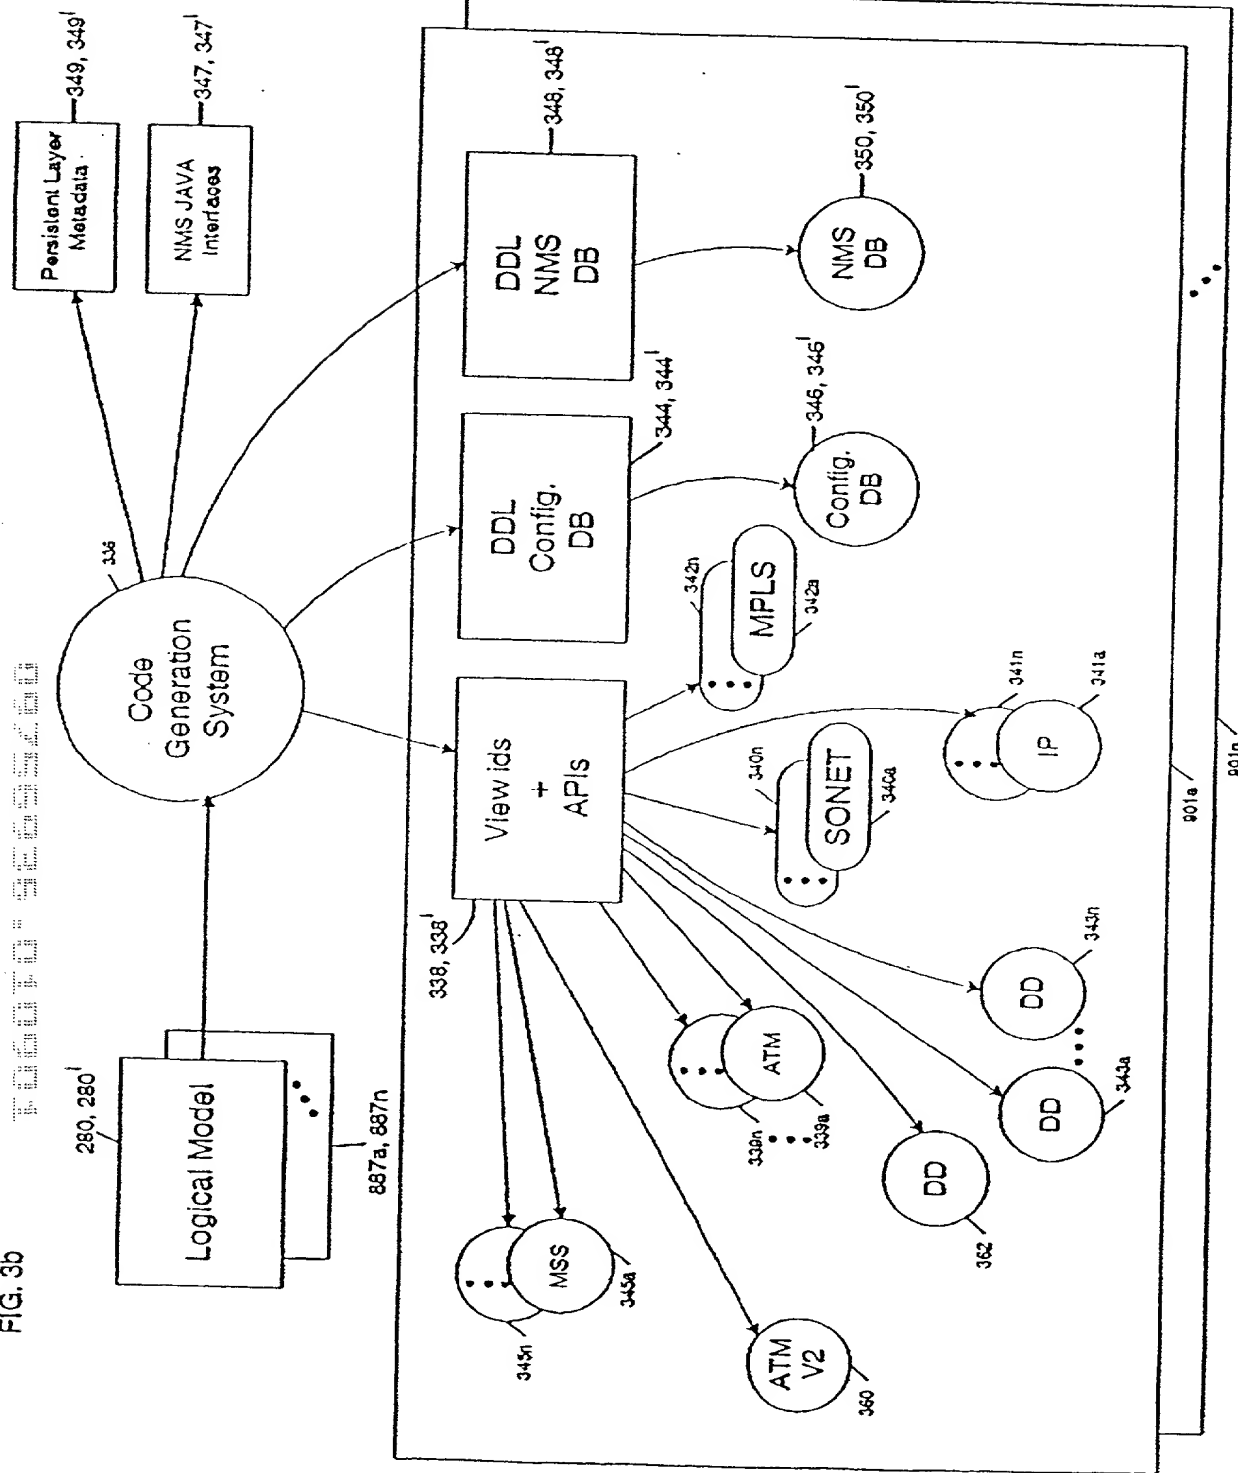 FIG. 3b
280, 280'
Logical Model
887a, 887n
Code
Generation
System
336
Persistent Layer
Metadata
349, 349'
NMS JAVA
Interfaces
347, 347'
View ids
+
APIs
338, 338'
DDL
Config.
DB
344, 344'
DDL
NMS
DB
348, 348'
MSS
345a
345n
ATM
V2
360
ATM
339n
339a
DD
362
DD
343a
DD
343n
SONET
340n
340a
IP
341n
341a
MPLS
342n
342a
Config.
DB
346, 346'
NMS
DB
350, 350'
901a
901n